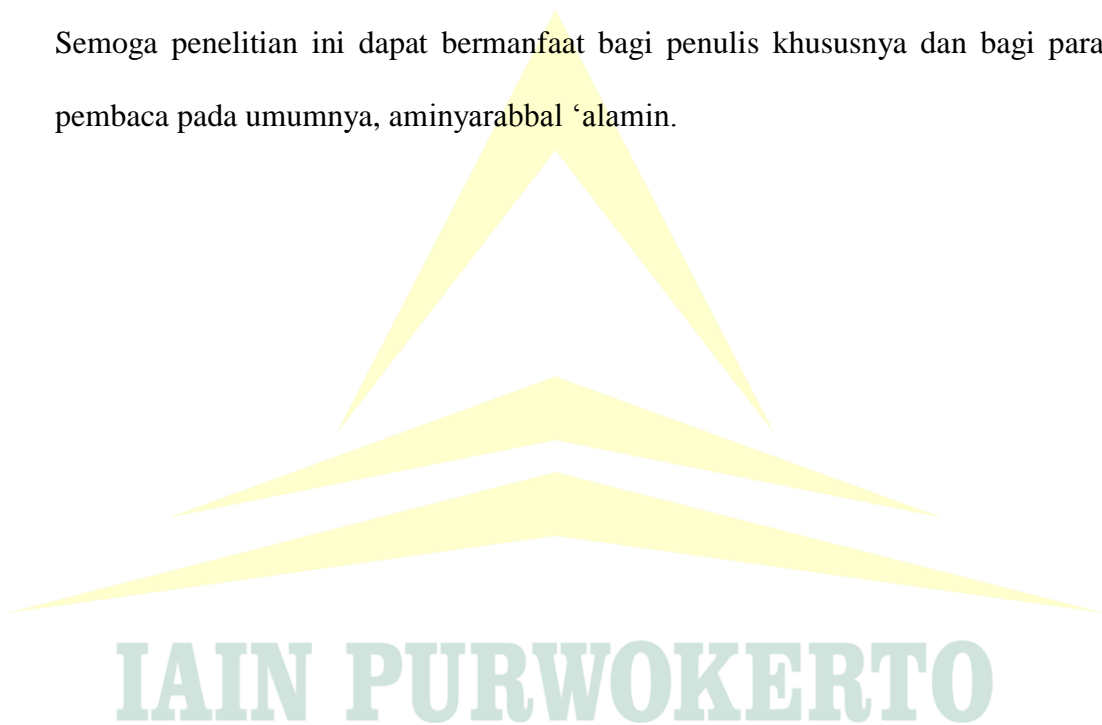 Semoga penelitian ini dapat bermanfaat bagi penulis khususnya dan bagi para
pembaca pada umumnya, aminyarabbal ‘alamin.
IAIN PURWOKERTO